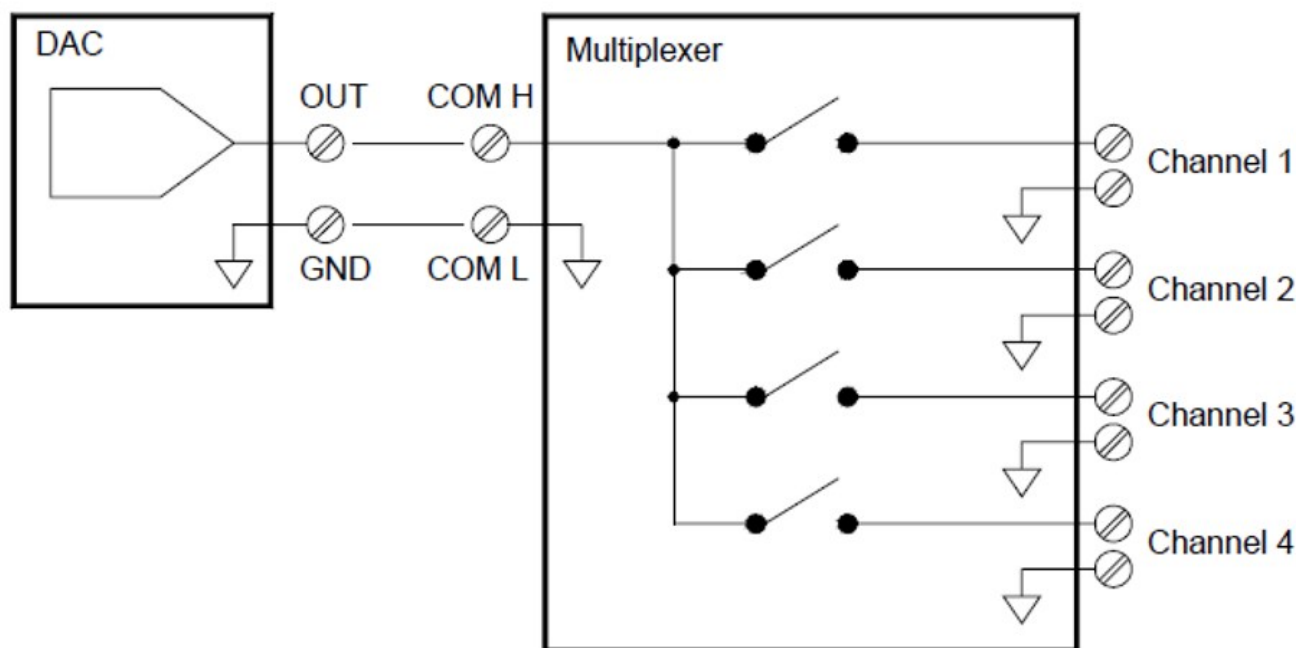 DAC
Multiplexer
OUT
COM H
GND
COM L
Channel 1
Channel 2
Channel 3
Channel 4